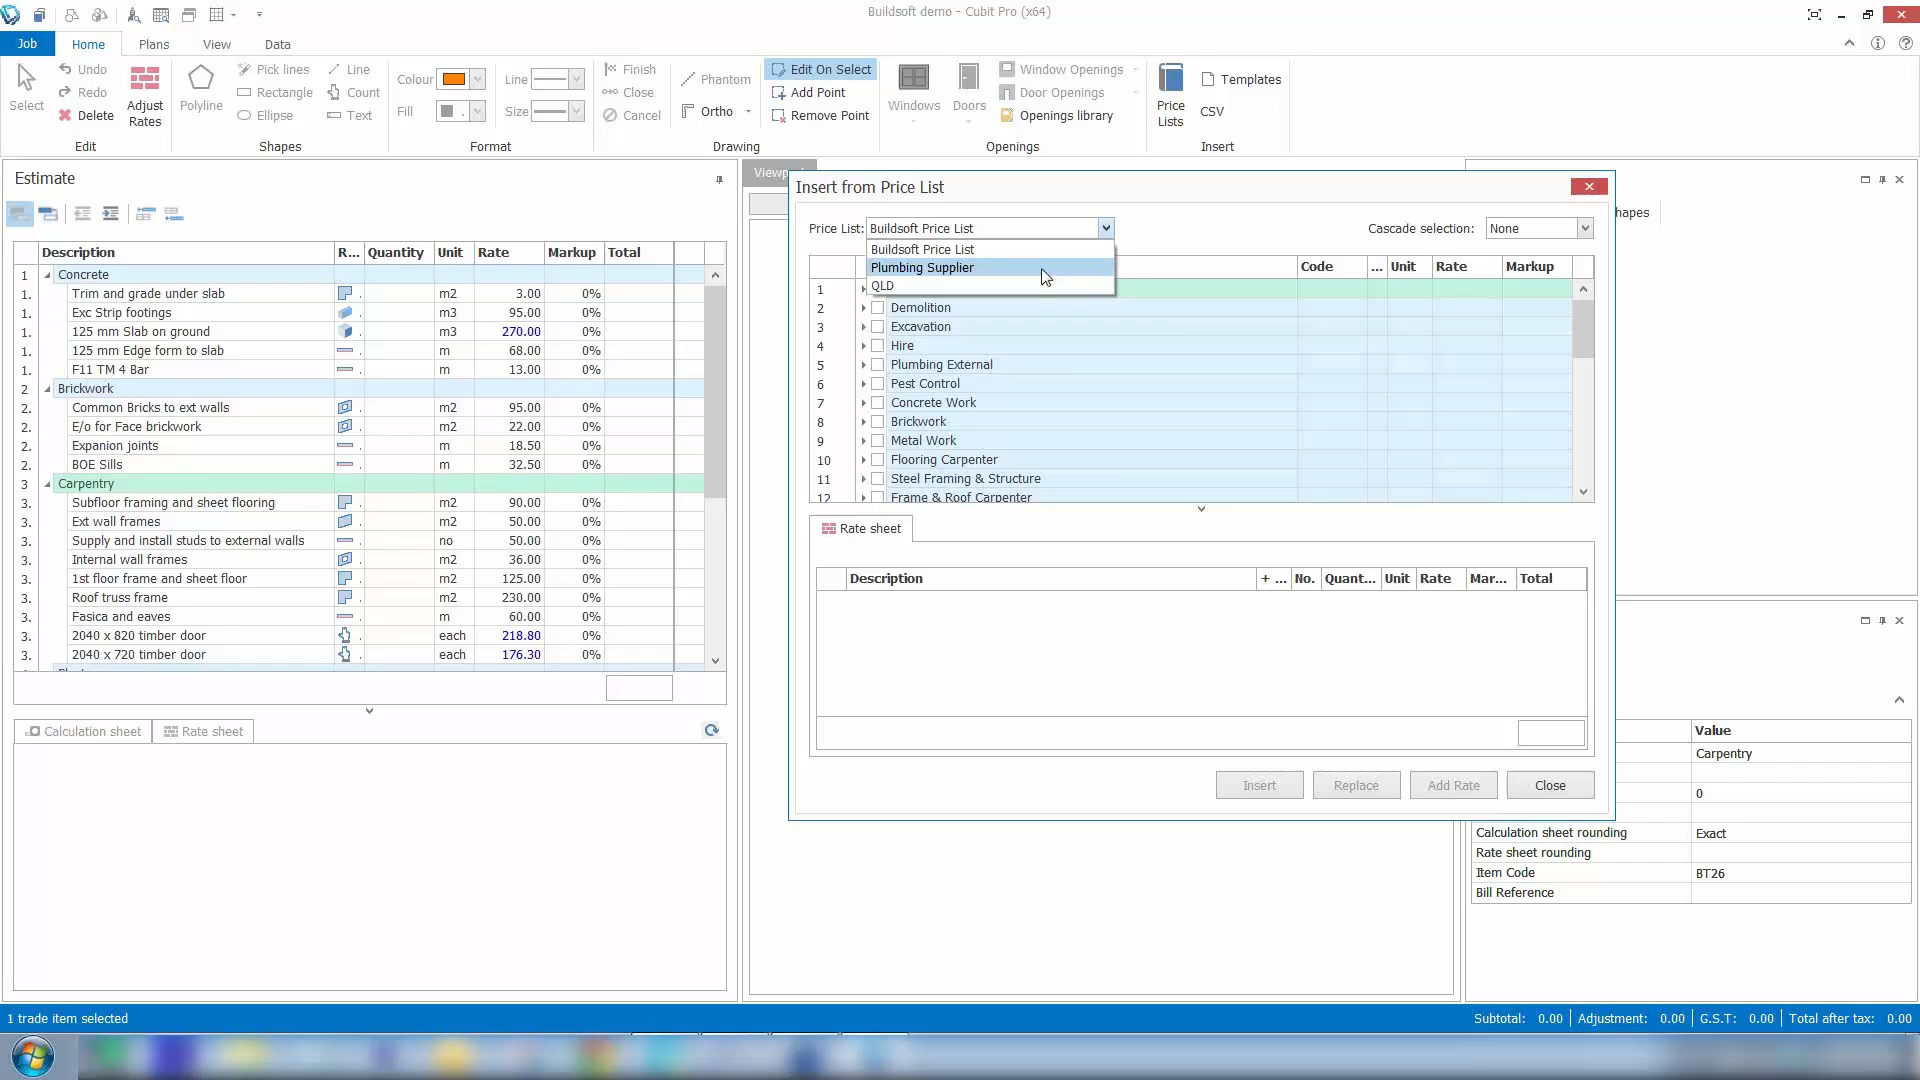 Buildsoft demo - Cubit Pro (x64)
Job Home Plans View Data
Select
Undo
Redo
Delete
Adjust Rates
Edit
Polyline
Pick lines Line
Rectangle Count
Ellipse Text
Shapes
Colour Line
Fill Size
Format
Finish
Close
Cancel
Phantom
Ortho
Edit On Select
Add Point
Remove Point
Drawing
Windows Doors
Window Openings
Door Openings
Openings library
Openings
Price Lists
Templates
CSV
Insert
Estimate
Description R... Quantity Unit Rate Markup Total
1 Concrete
1. Trim and grade under slab m2 3.00 0%
1. Exc Strip footings m3 95.00 0%
1. 125 mm Slab on ground m3 270.00 0%
1. 125 mm Edge form to slab m 68.00 0%
1. F11 TM 4 Bar m 13.00 0%
2 Brickwork
2. Common Bricks to ext walls m2 95.00 0%
2. E/o for Face brickwork m2 22.00 0%
2. Expanion joints m 18.50 0%
2. BOE Sills m 32.50 0%
3 Carpentry
3. Subfloor framing and sheet flooring m2 90.00 0%
3. Ext wall frames m2 50.00 0%
3. Supply and install studs to external walls no 50.00 0%
3. Internal wall frames m2 36.00 0%
3. 1st floor frame and sheet floor m2 125.00 0%
3. Roof truss frame m2 230.00 0%
3. Fasica and eaves m 60.00 0%
3. 2040 x 820 timber door each 218.80 0%
3. 2040 x 720 timber door each 176.30 0%
Calculation sheet Rate sheet
Insert from Price List
Price List: Buildsoft Price List Cascade selection: None
Buildsoft Price List
Plumbing Supplier
QLD
Code ... Unit Rate Markup
1
2 Demolition
3 Excavation
4 Hire
5 Plumbing External
6 Pest Control
7 Concrete Work
8 Brickwork
9 Metal Work
10 Flooring Carpenter
11 Steel Framing & Structure
12 Frame & Roof Carpenter
Rate sheet
Description + ... No. Quant... Unit Rate Mar... Total
Insert Replace Add Rate Close
hapes
Value
Carpentry
0
Calculation sheet rounding Exact
Rate sheet rounding
Item Code BT26
Bill Reference
1 trade item selected
Subtotal: 0.00 Adjustment: 0.00 G.S.T: 0.00 Total after tax: 0.00